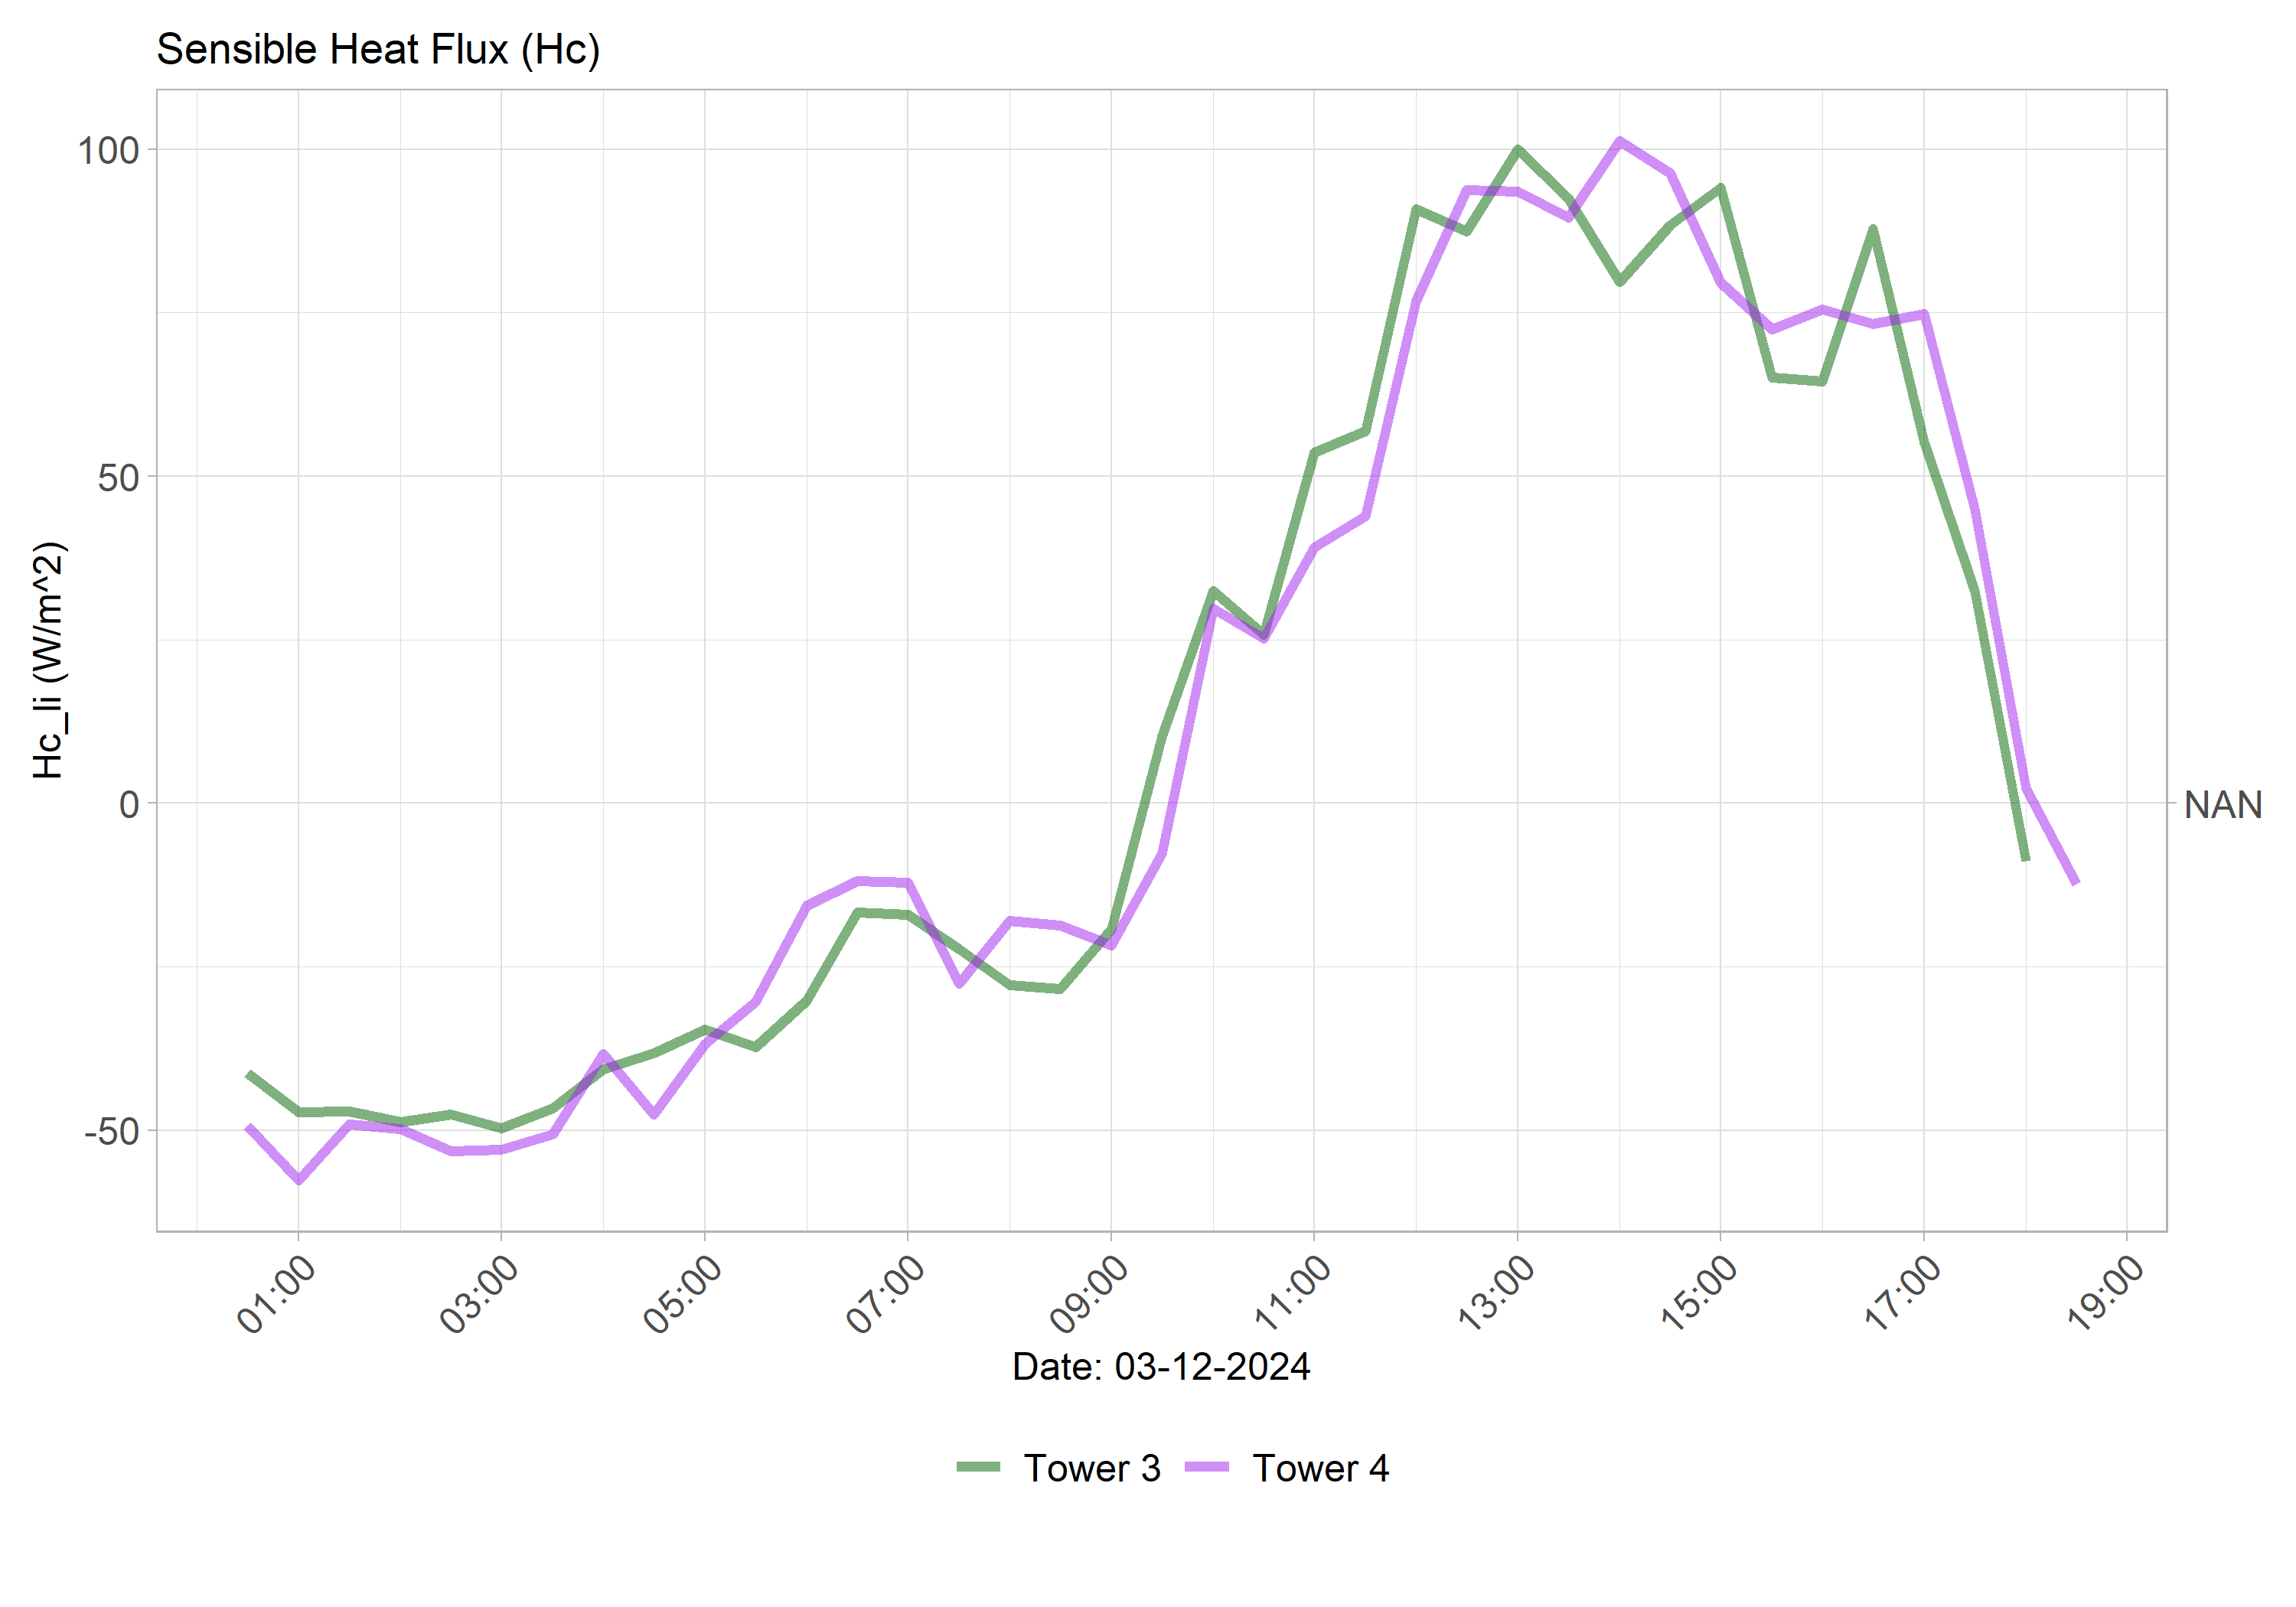 Sensible Heat Flux (Hc)
100
50
0
-50
Hc_li (W/m^2)
NAN
01:00 03:00 05:00 07:00 09:00 11:00 13:00 15:00 17:00 19:00
Date: 03-12-2024
Tower 3 Tower 4